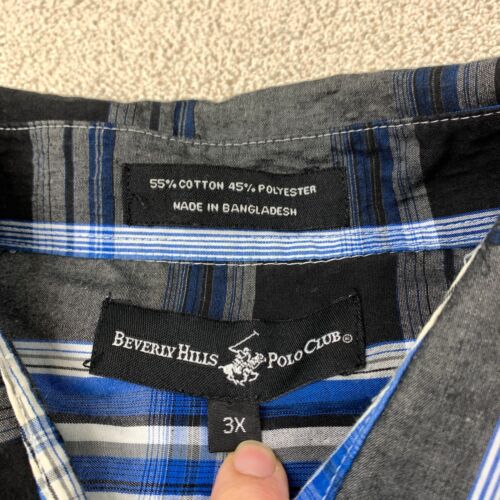 55% COTTON 45% POLYESTER
MADE IN BANGLADESH
BEVERLY HILLS POLO CLUB®
3X